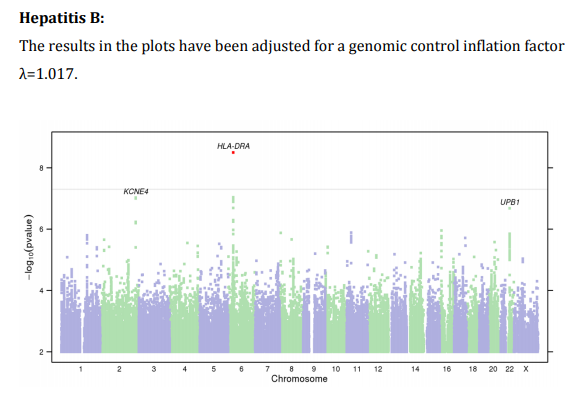 Hepatitis B:
The results in the plots have been adjusted for a genomic control inflation factor
λ=1.017.
HLA-DRA
8
KCNE4
UPB1
6
−log₁₀(pvalue)
4
2
1 2 3 4 5 6 7 8 9 10 11 12 14 16 18 20 22 X
Chromosome